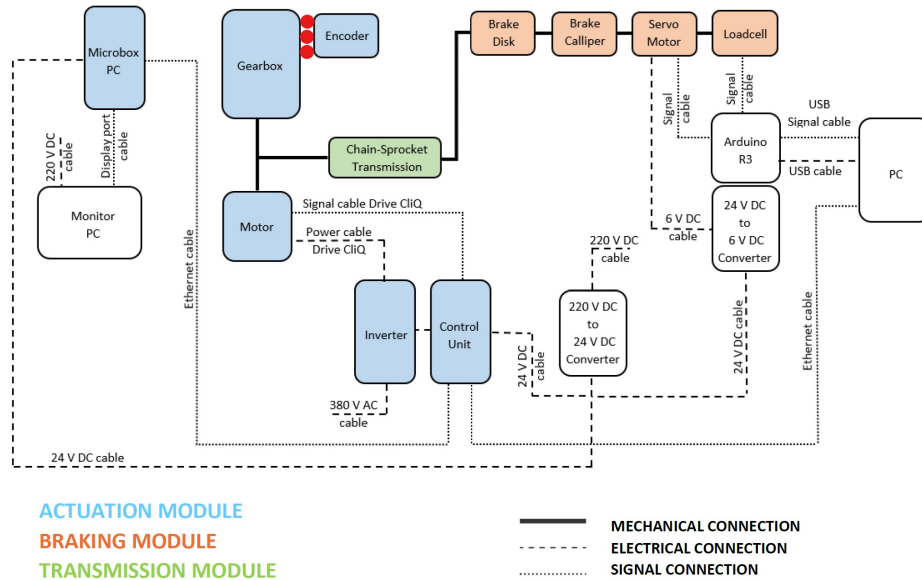 Microbox
PC
Gearbox
Encoder
Brake
Disk
Brake
Calliper
Servo
Motor
Loadcell
Signal
cable
Signal
cable
USB
Signal cable
Arduino
R3
USB cable
PC
220 V DC
cable
Display port
cable
Monitor
PC
Chain-Sprocket
Transmission
Motor
Signal cable Drive CliQ
Power cable
Drive CliQ
6 V DC
cable
24 V DC
to
6 V DC
Converter
220 V DC
cable
Ethernet cable
Inverter
Control
Unit
24 V DC
cable
220 V DC
to
24 V DC
Converter
24 V DC cable
Ethernet cable
380 V AC
cable
24 V DC cable
ACTUATION MODULE
BRAKING MODULE
TRANSMISSION MODULE
MECHANICAL CONNECTION
ELECTRICAL CONNECTION
SIGNAL CONNECTION